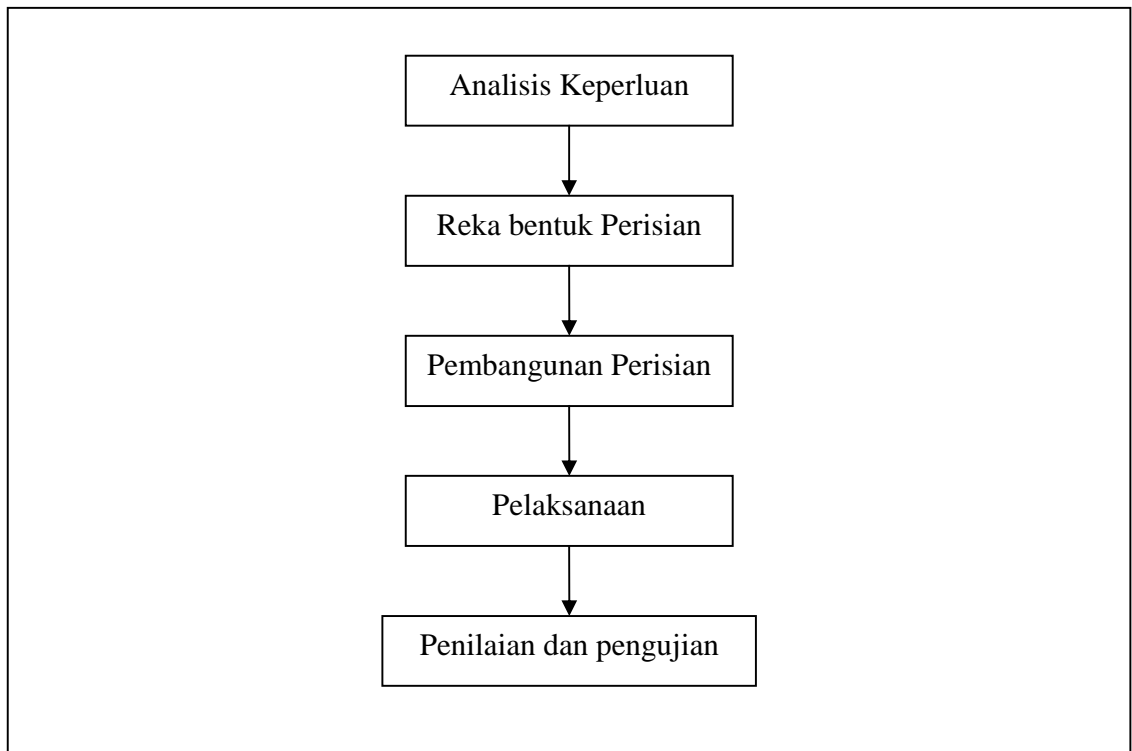 Analisis Keperluan
Reka bentuk Perisian
Pembangunan Perisian
Pelaksanaan
Penilaian dan pengujian